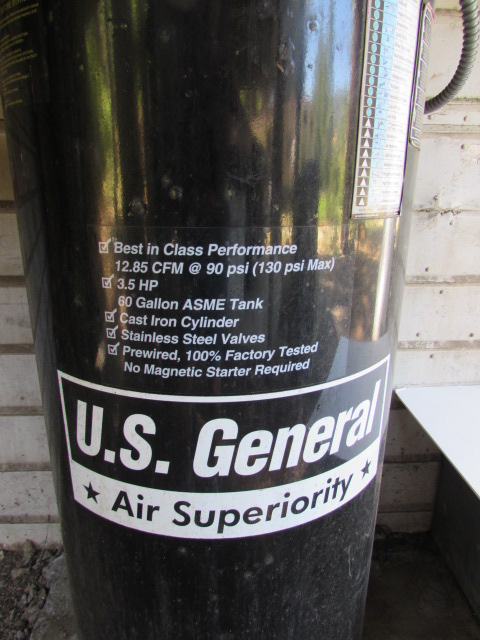 Best in Class Performance
12.85 CFM @ 90 psi (130 psi Max)
3.5 HP
60 Gallon ASME Tank
Cast Iron Cylinder
Stainless Steel Valves
Prewired, 100% Factory Tested
No Magnetic Starter Required
U.S. General
★ Air Superiority ★